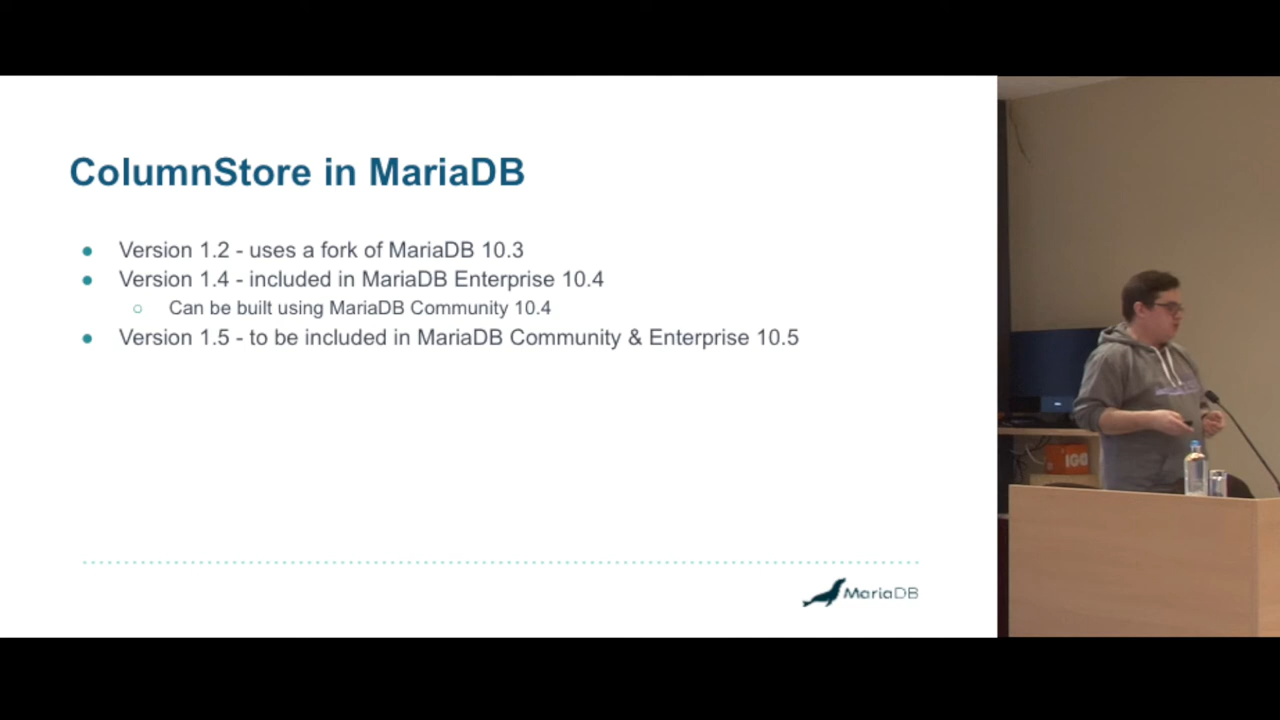 ColumnStore in MariaDB
Version 1.2 - uses a fork of MariaDB 10.3
Version 1.4 - included in MariaDB Enterprise 10.4
Can be built using MariaDB Community 10.4
Version 1.5 - to be included in MariaDB Community & Enterprise 10.5
MariaDB